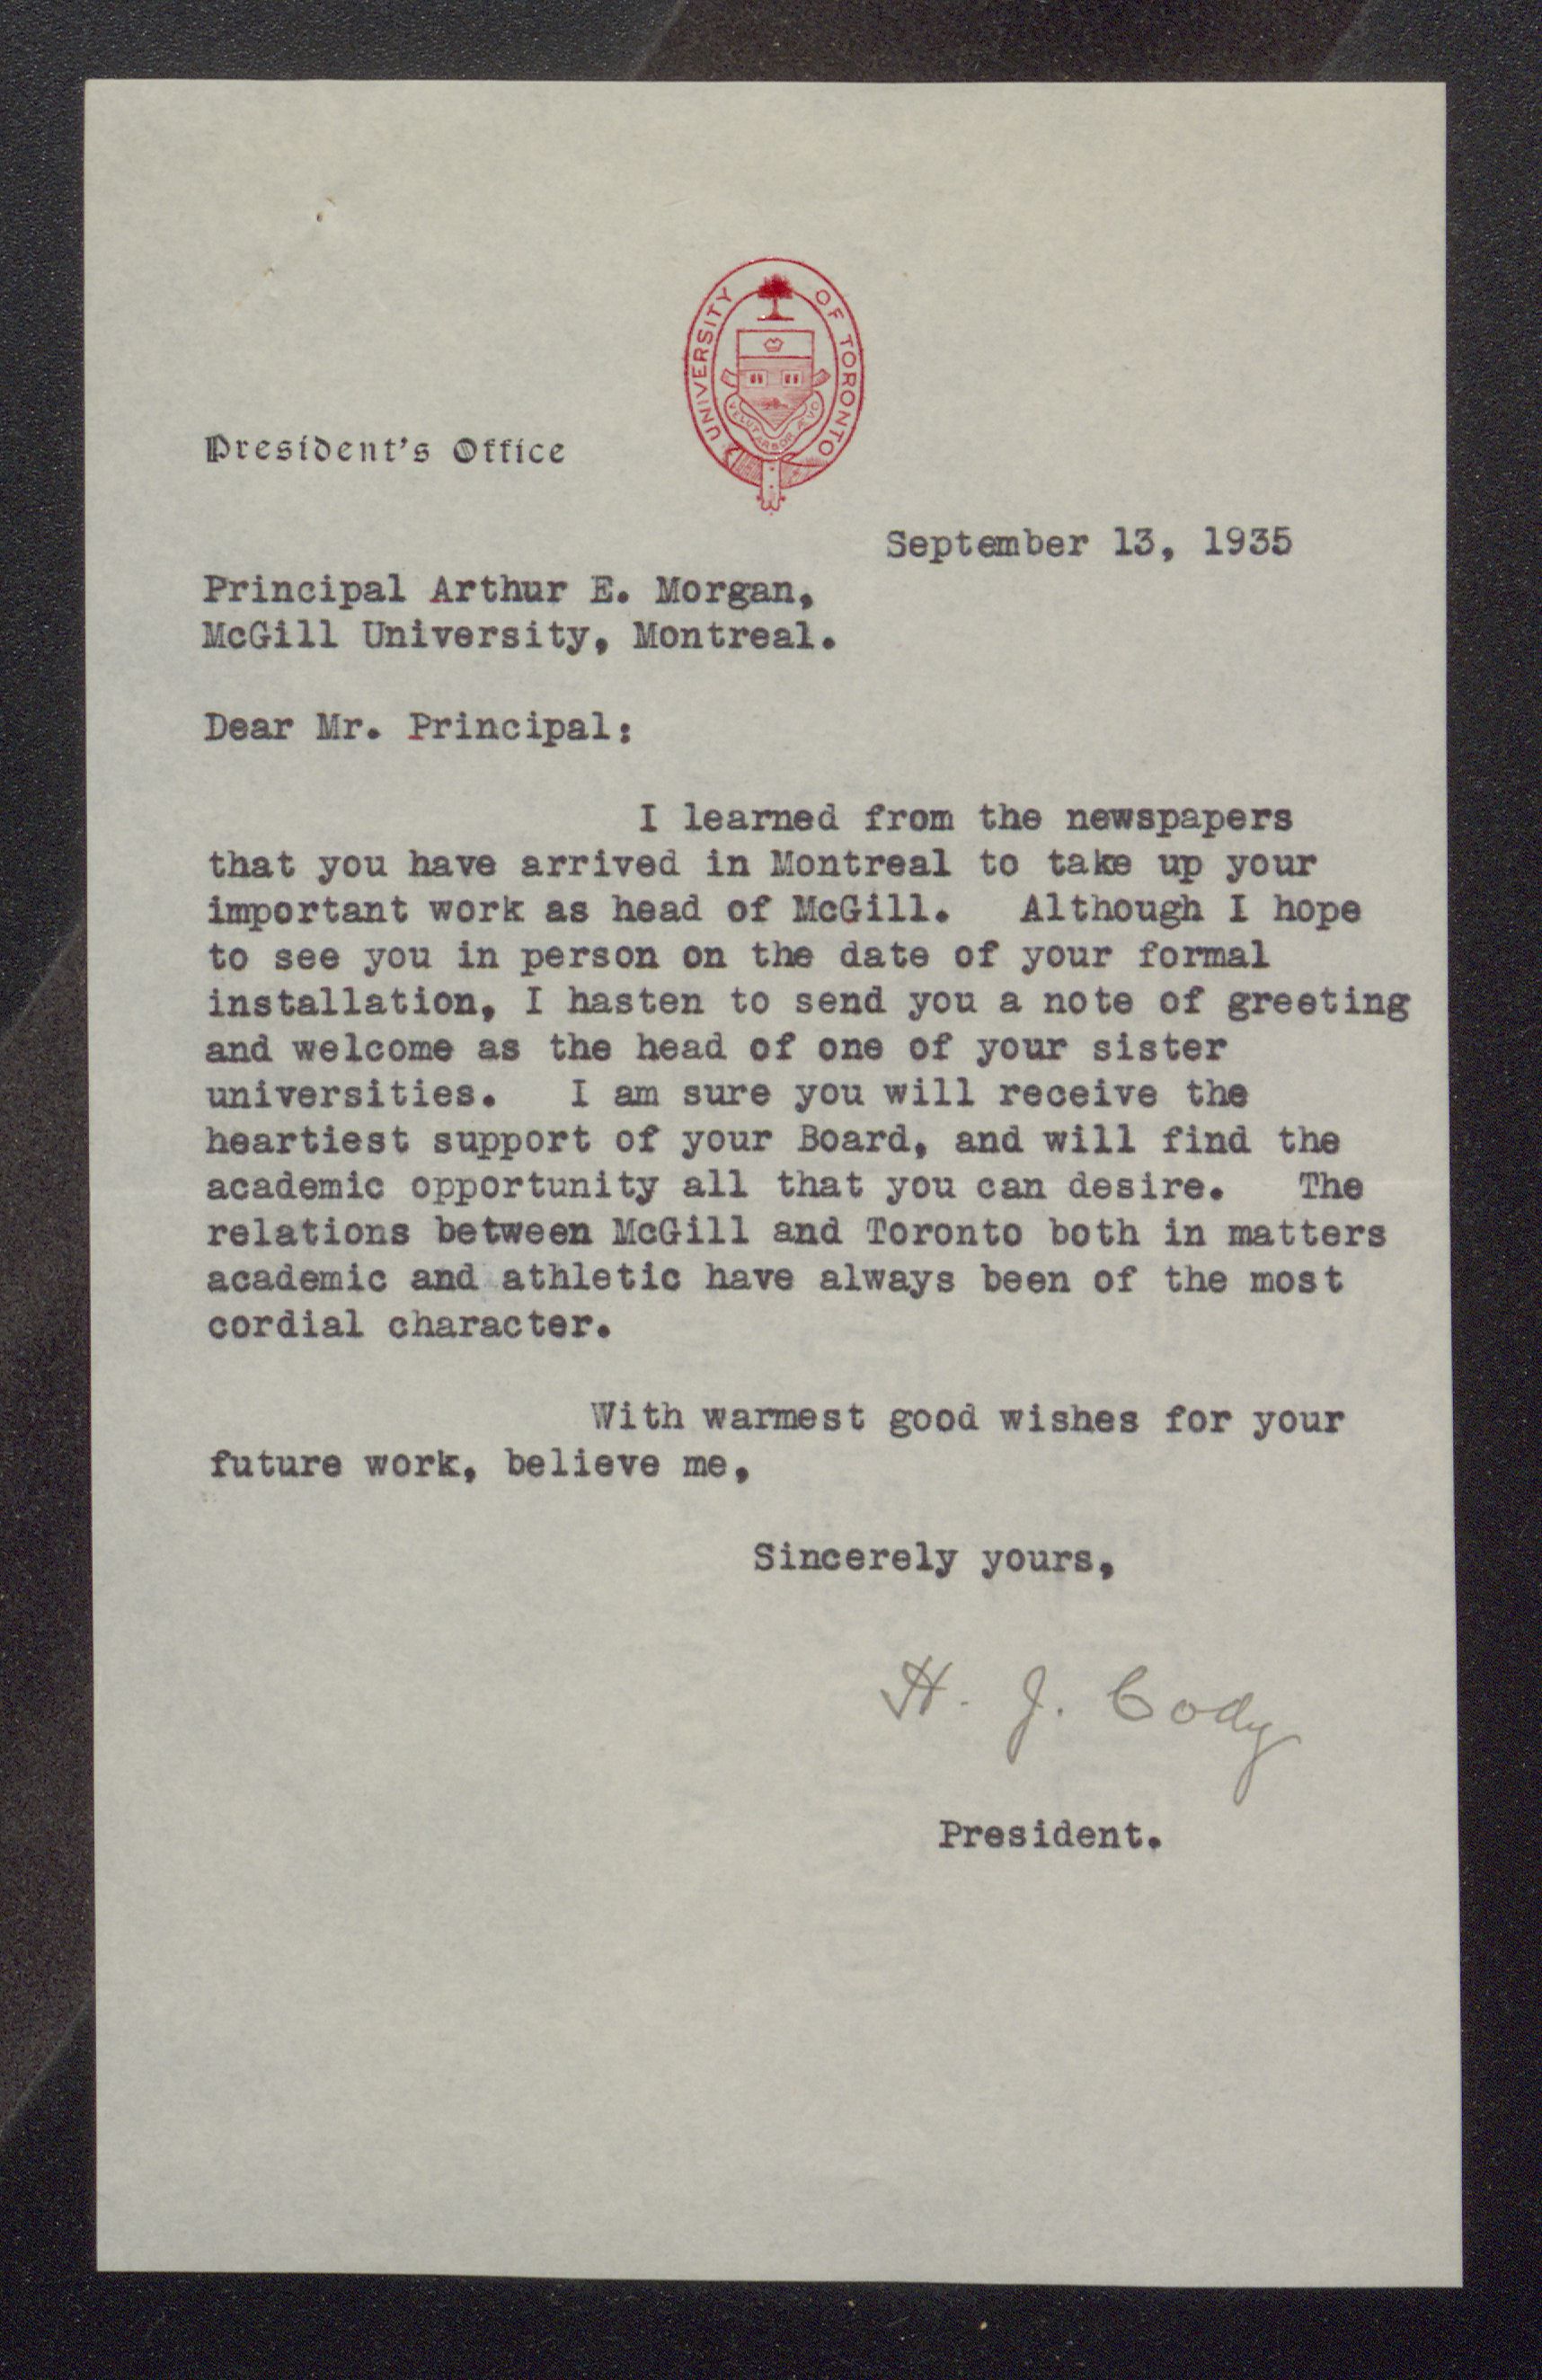 UNIVERSITY OF TORONTO
VELUT ARBOR ÆVO
President's Office
September 13, 1935
Principal Arthur E. Morgan,
McGill University, Montreal.
Dear Mr. Principal:
I learned from the newspapers
that you have arrived in Montreal to take up your
important work as head of McGill. Although I hope
to see you in person on the date of your formal
installation, I hasten to send you a note of greeting
and welcome as the head of one of your sister
universities. I am sure you will receive the
heartiest support of your Board, and will find the
academic opportunity all that you can desire. The
relations between McGill and Toronto both in matters
academic and athletic have always been of the most
cordial character.
With warmest good wishes for your
future work, believe me,
Sincerely yours,
H. J. Cody
President.